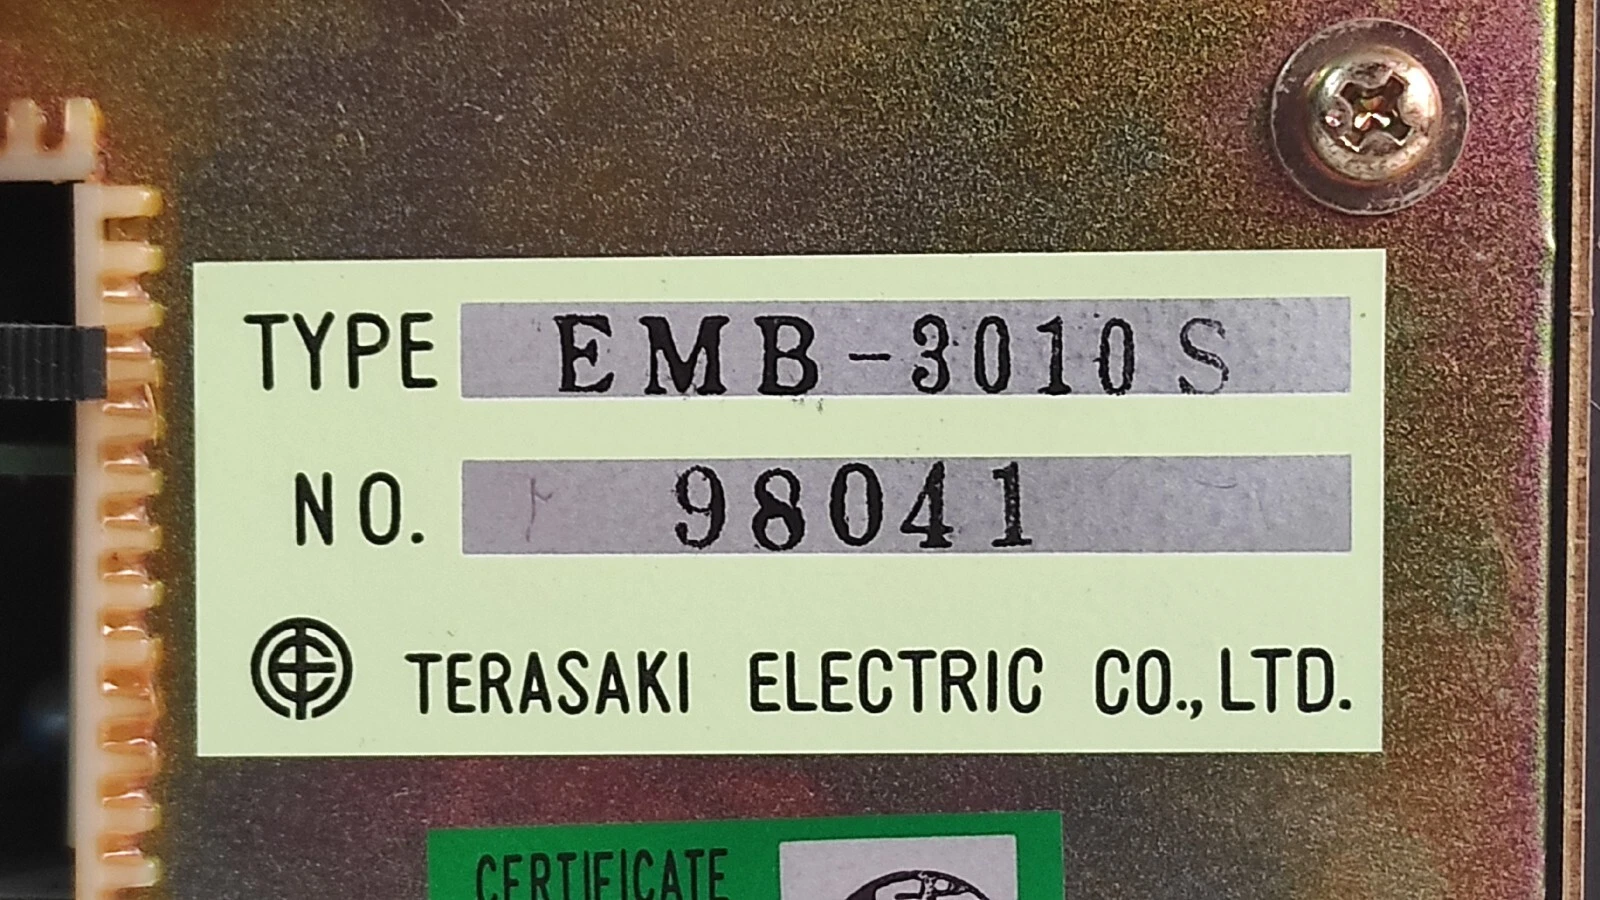 TYPE EMB-3010S
NO. 98041
TERASAKI ELECTRIC CO., LTD.
CERTIFICATE